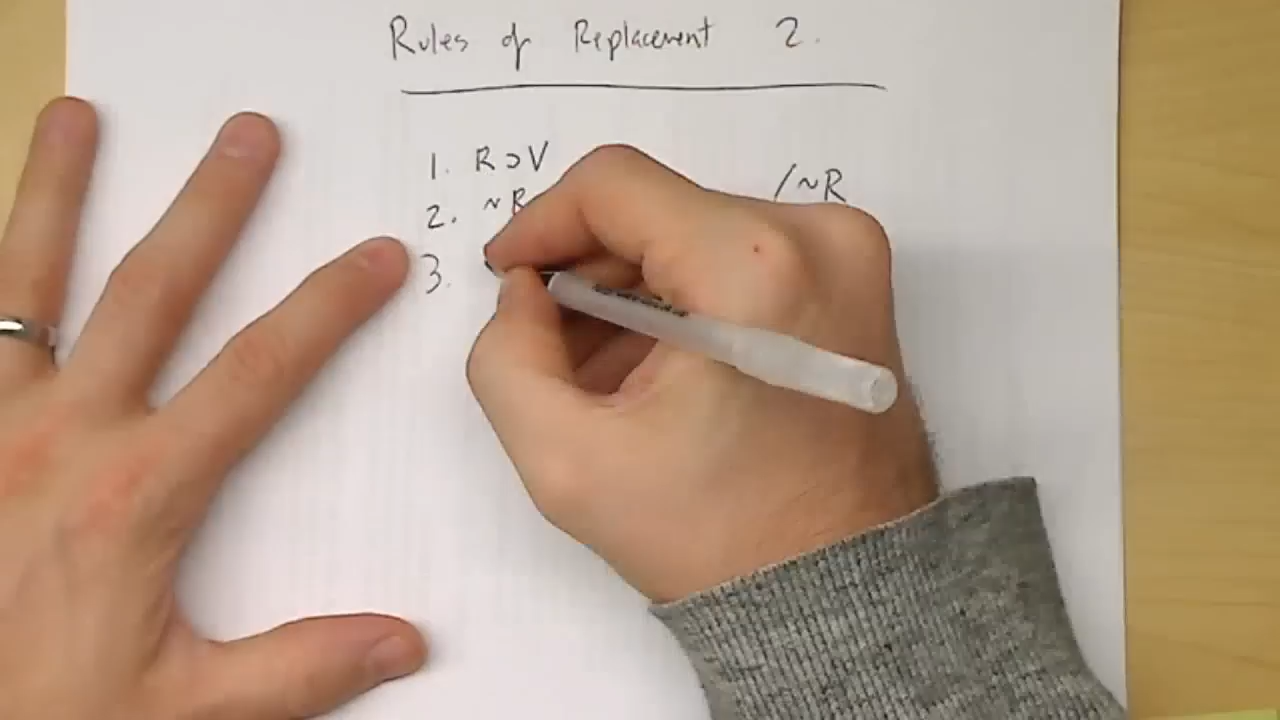 Rules of Replacement 2.
1. R ⊃ V
2. ~R /~R
3.